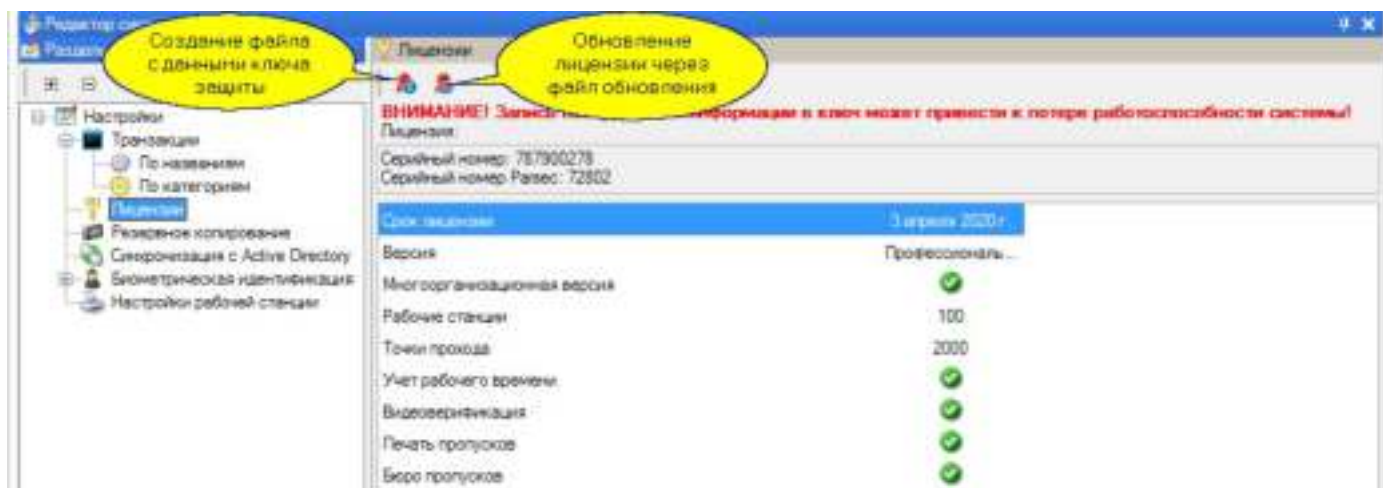 Редактор
Создание файла
с данными ключа
защиты
Лицензии
Обновление
лицензии через
файл обновления
ВНИМАНИЕ! Запись информации в ключ может привести к потере работоспособности системы!
Лицензия
Серийный номер: 787900278
Серийный номер Parsec: 72802
Настройки
Транзакции
По названиям
По категориям
Лицензии
Резервное копирование
Синхронизация с Active Directory
Биометрическая идентификация
Настройки рабочей станции
Срок лицензии 3 апреля 2020 г.
Версия Профессиональ...
Многоорганизационная версия
Рабочие станции 100
Точки прохода 2000
Учет рабочего времени
Видеоверификация
Печать пропусков
Бюро пропусков